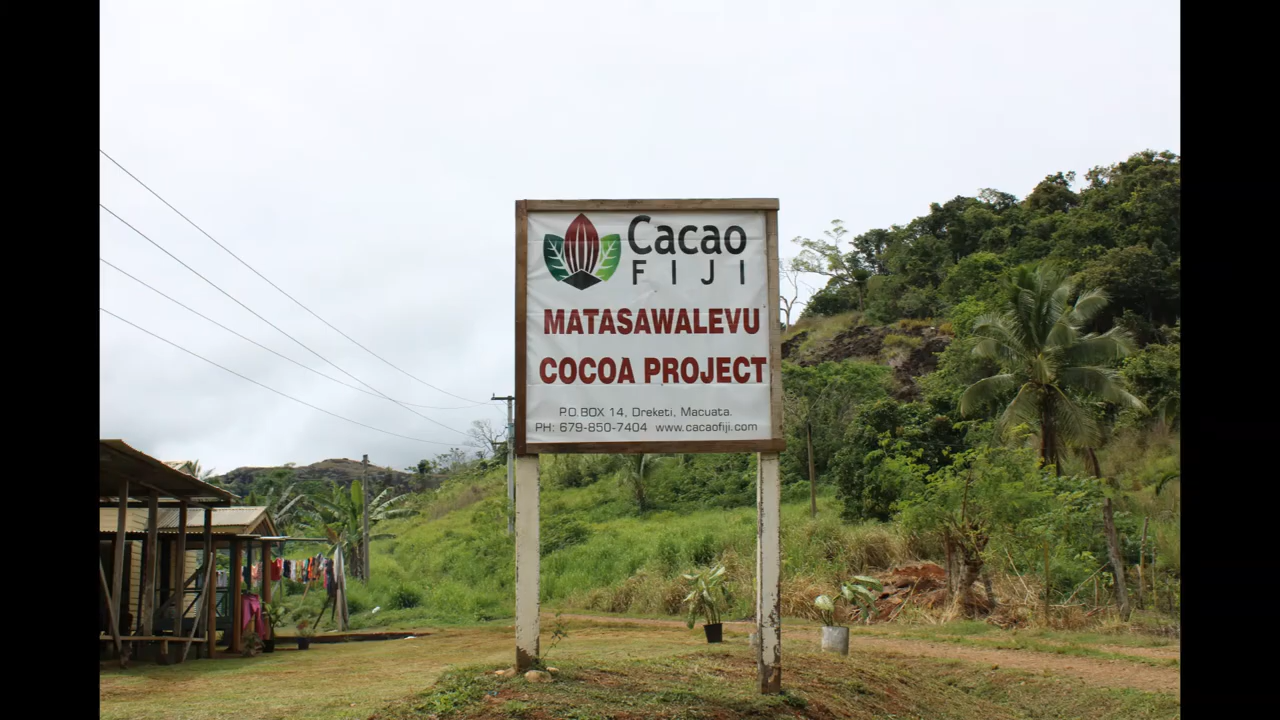 Cacao
FIJI
MATASAWALEVU
COCOA PROJECT
P.O.BOX 14, Dreketi, Macuata.
PH: 679-850-7404 www.cacaofiji.com